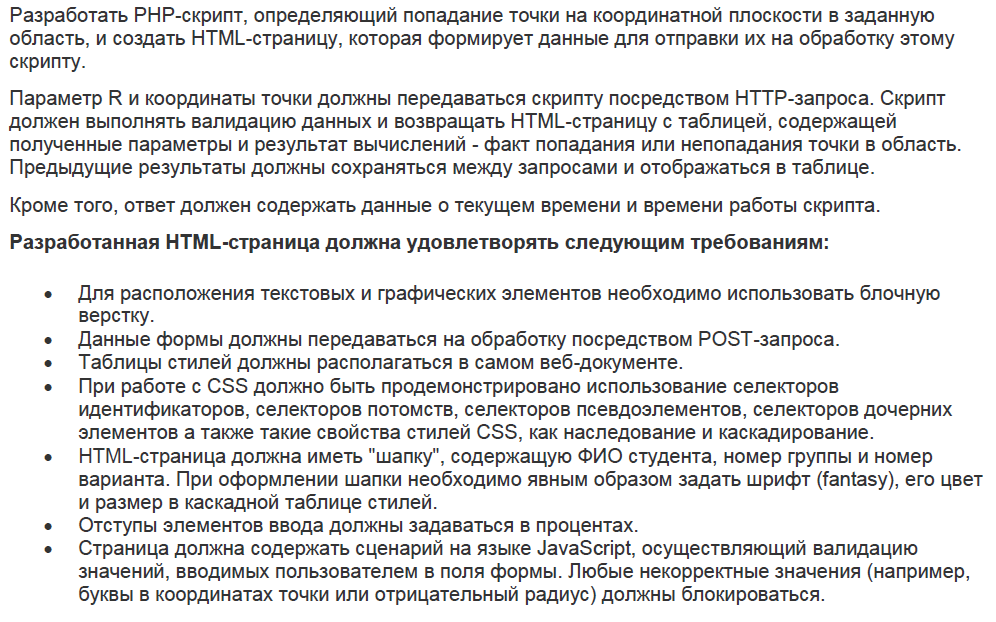 Разработать PHP-скрипт, определяющий попадание точки на координатной плоскости в заданную
область, и создать HTML-страницу, которая формирует данные для отправки их на обработку этому
скрипту.
Параметр R и координаты точки должны передаваться скрипту посредством HTTP-запроса. Скрипт
должен выполнять валидацию данных и возвращать HTML-страницу с таблицей, содержащей
полученные параметры и результат вычислений - факт попадания или непопадания точки в область.
Предыдущие результаты должны сохраняться между запросами и отображаться в таблице.
Кроме того, ответ должен содержать данные о текущем времени и времени работы скрипта.
Разработанная HTML-страница должна удовлетворять следующим требованиям:
• Для расположения текстовых и графических элементов необходимо использовать блочную
верстку.
• Данные формы должны передаваться на обработку посредством POST-запроса.
• Таблицы стилей должны располагаться в самом веб-документе.
• При работе с CSS должно быть продемонстрировано использование селекторов
идентификаторов, селекторов потомств, селекторов псевдоэлементов, селекторов дочерних
элементов а также такие свойства стилей CSS, как наследование и каскадирование.
• HTML-страница должна иметь "шапку", содержащую ФИО студента, номер группы и номер
варианта. При оформлении шапки необходимо явным образом задать шрифт (fantasy), его цвет
и размер в каскадной таблице стилей.
• Отступы элементов ввода должны задаваться в процентах.
• Страница должна содержать сценарий на языке JavaScript, осуществляющий валидацию
значений, вводимых пользователем в поля формы. Любые некорректные значения (например,
буквы в координатах точки или отрицательный радиус) должны блокироваться.